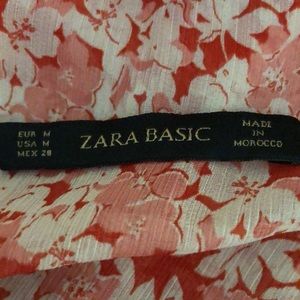 EUR M
USA M
MEX 28
ZARA BASIC
MADE
IN
MOROCCO